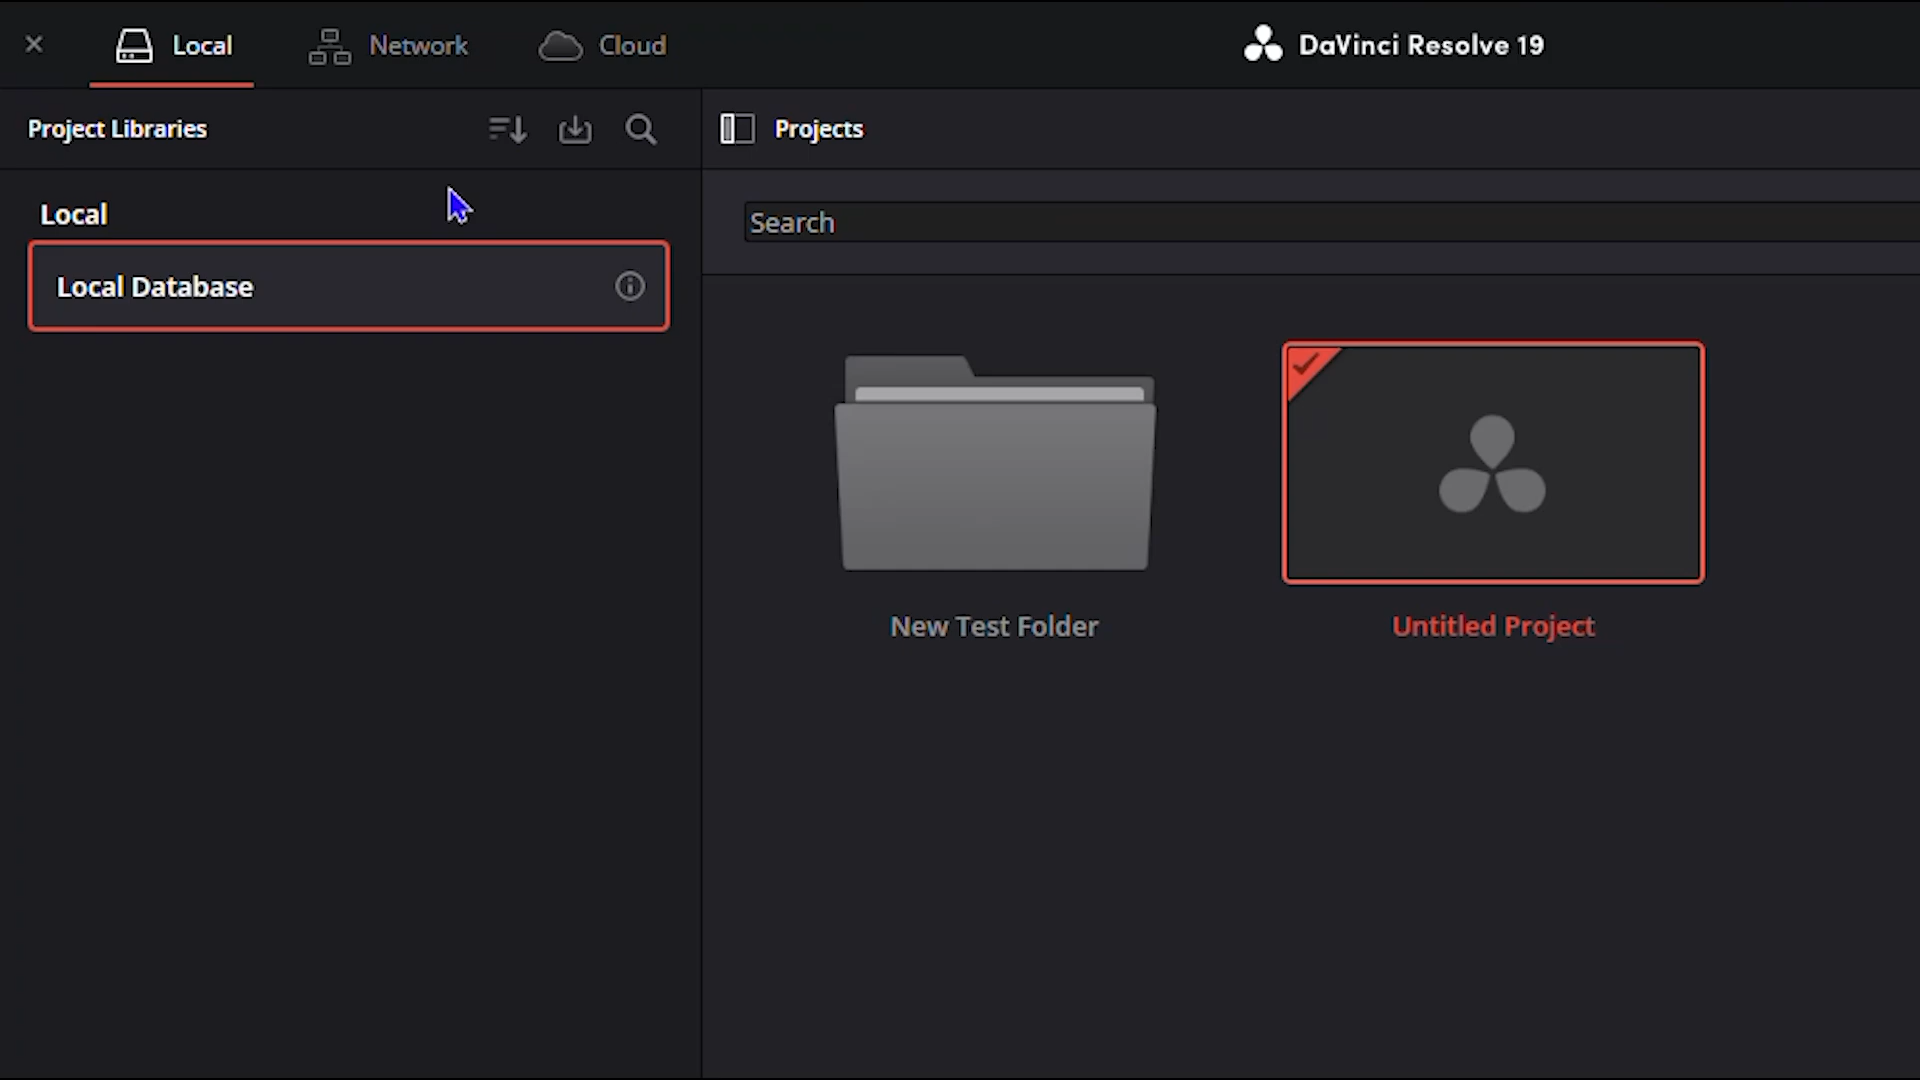 Local
Network
Cloud
DaVinci Resolve 19
Project Libraries
Projects
Local
Search
Local Database
New Test Folder
Untitled Project